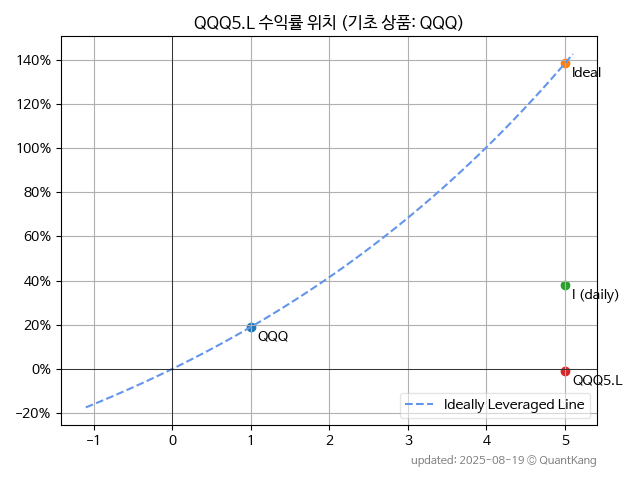 QQQ5.L 수익률 위치 (기초 상품: QQQ)
140%
120%
100%
80%
60%
40%
20%
0%
−20%
Ideal
I (daily)
QQQ
QQQ5.L
Ideally Leveraged Line
−1
0
1
2
3
4
5
updated: 2025-08-19 © QuantKang